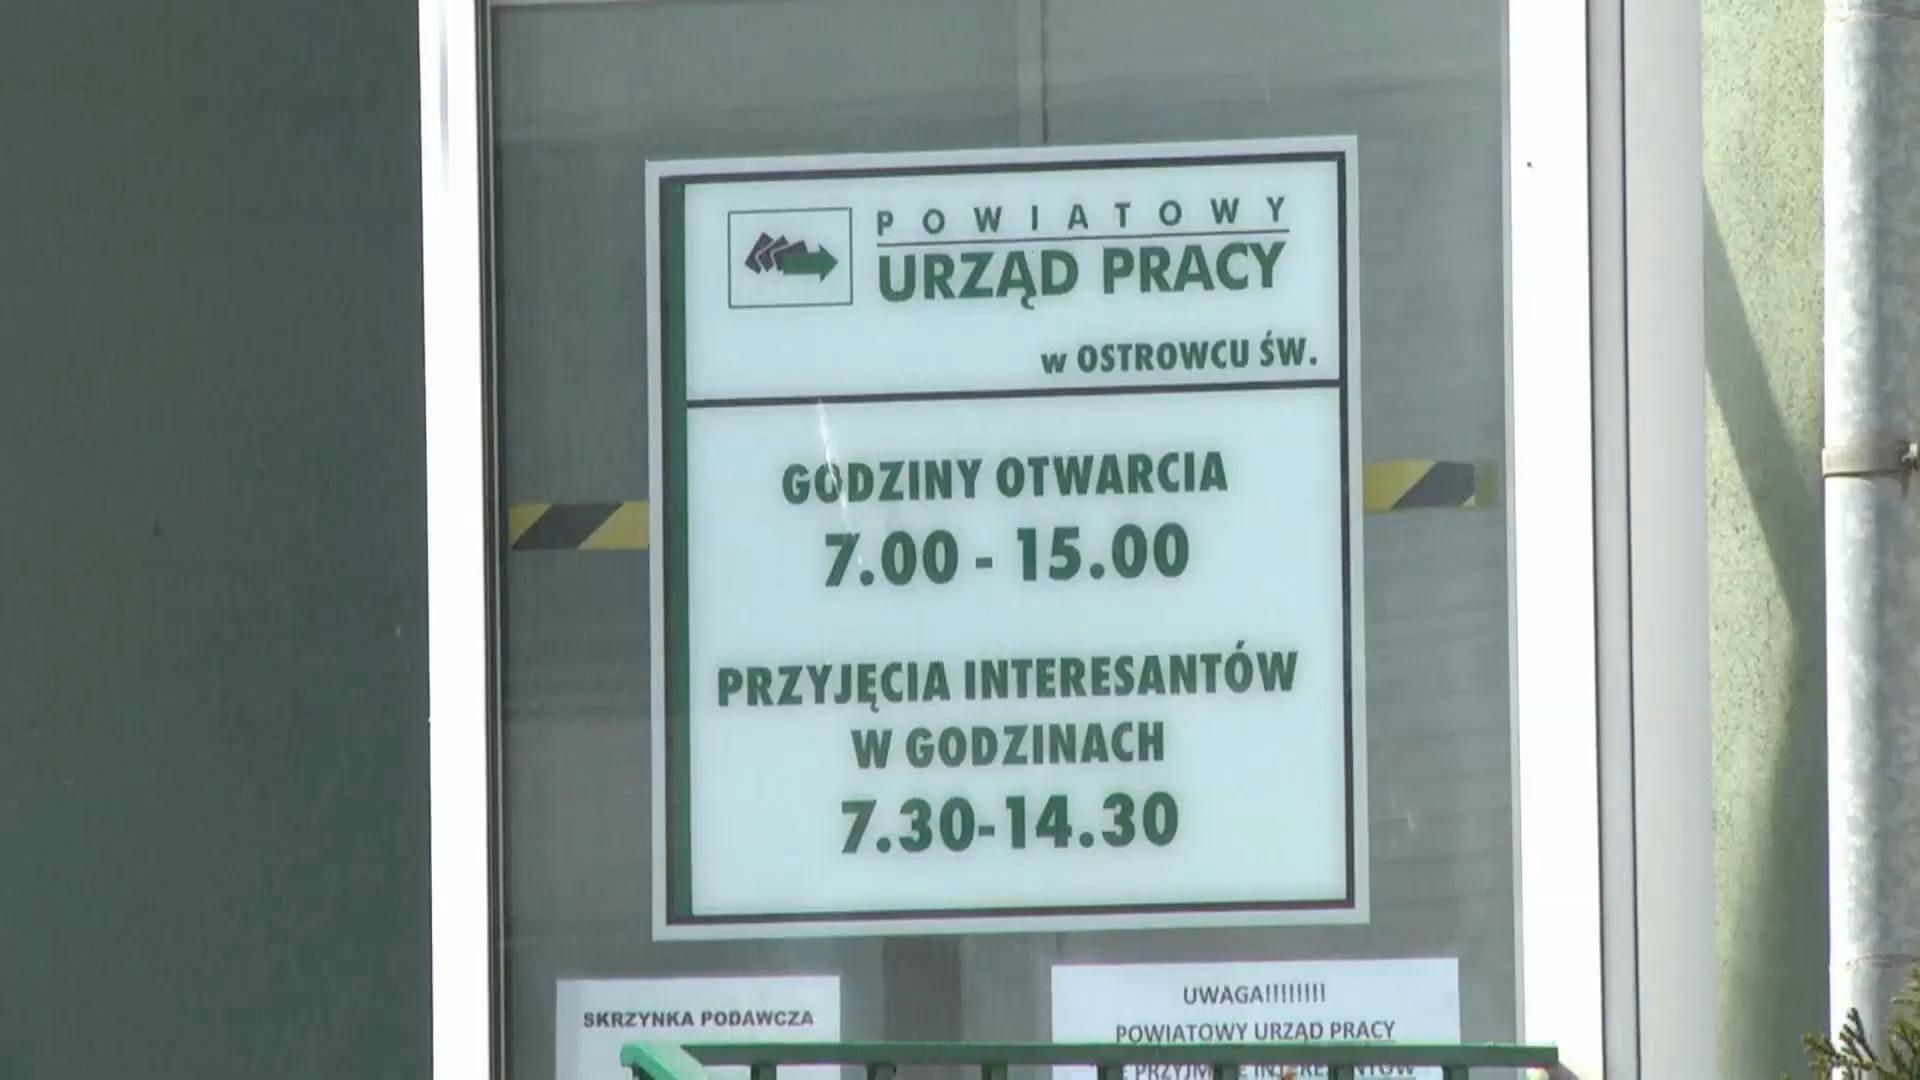 POWIATOWY
URZĄD PRACY
w OSTROWCU ŚW.
GODZINY OTWARCIA
7.00 - 15.00
PRZYJĘCIA INTERESANTÓW
W GODZINACH
7.30-14.30
SKRZYNKA PODAWCZA
UWAGA!!!!!!!!!
POWIATOWY URZĄD PRACY